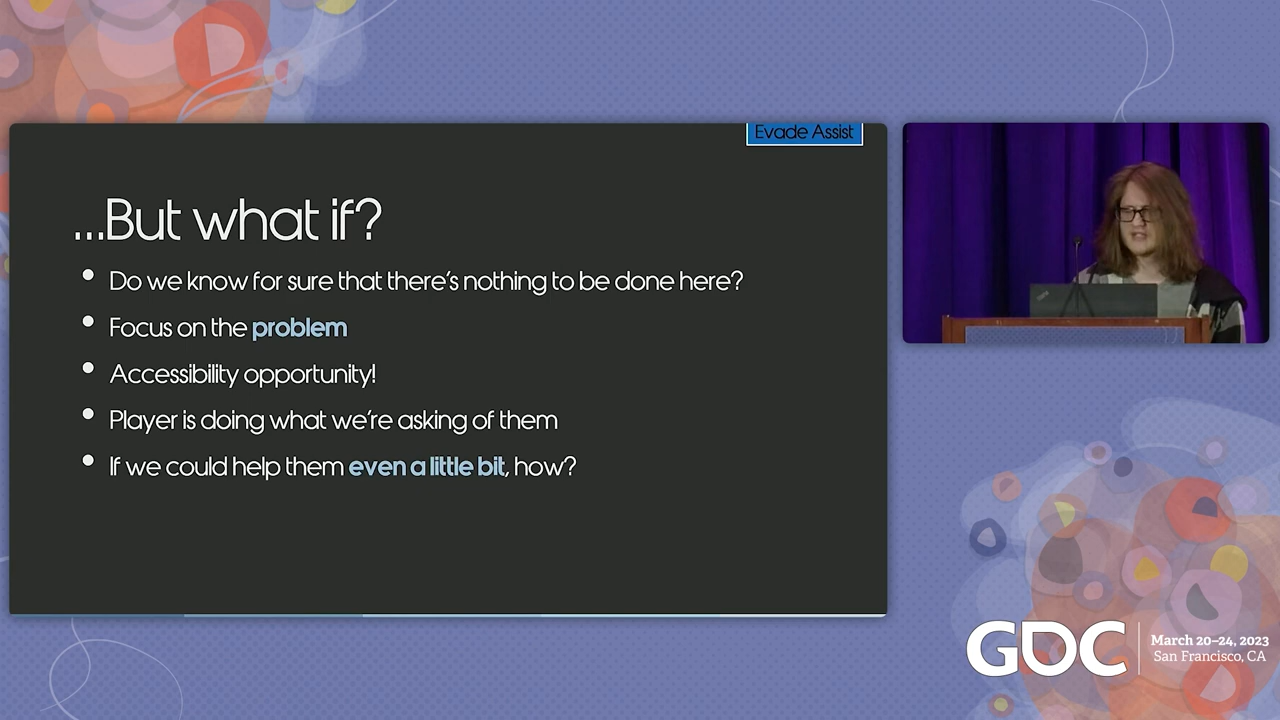 Evade Assist
...But what if?
Do we know for sure that there's nothing to be done here?
Focus on the problem
Accessibility opportunity!
Player is doing what we're asking of them
If we could help them even a little bit, how?
GDC
March 20–24, 2023
San Francisco, CA